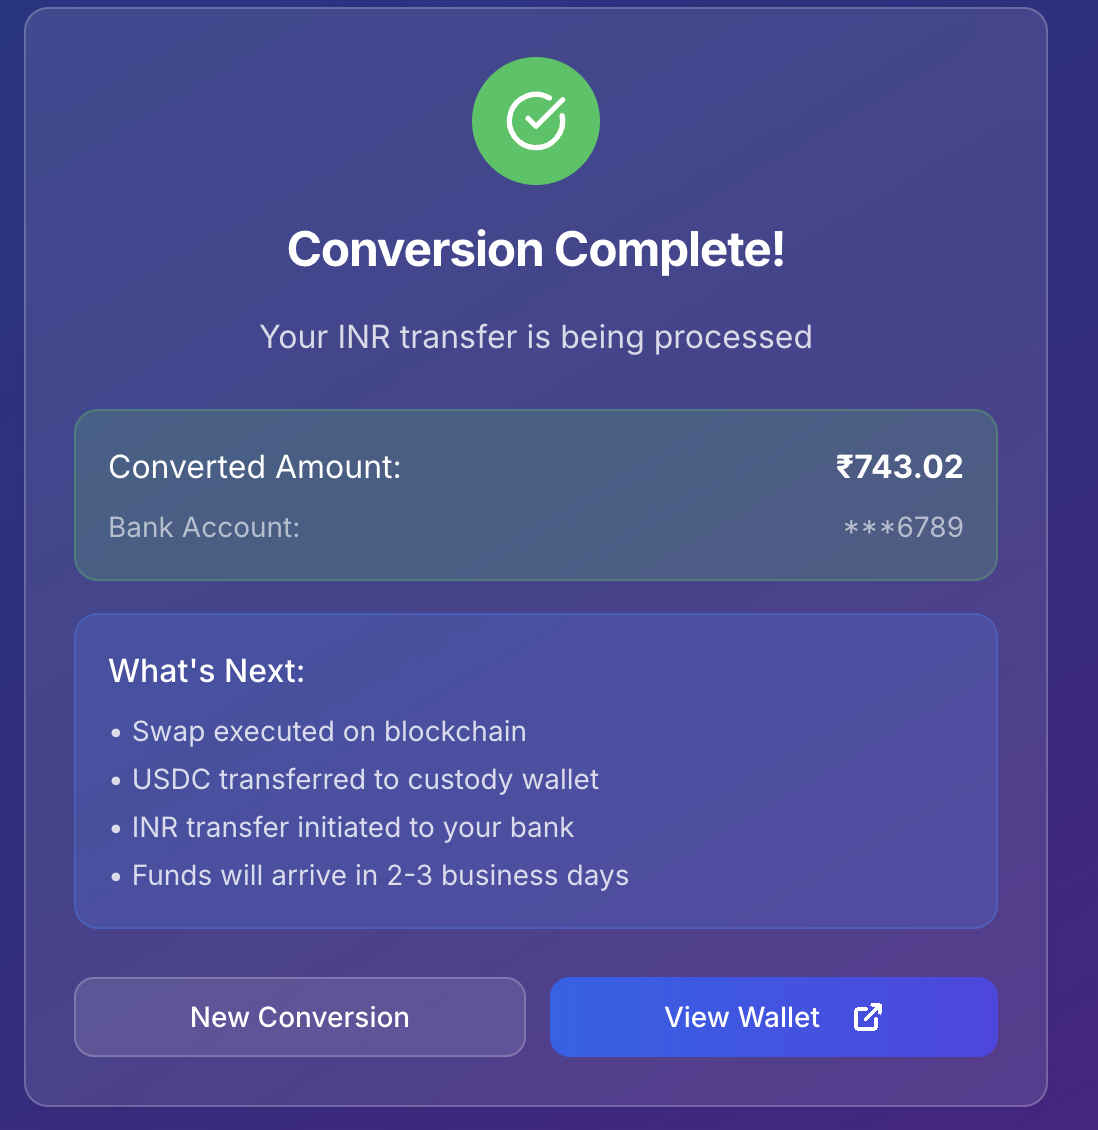 Conversion Complete!
Your INR transfer is being processed
Converted Amount: ₹743.02
Bank Account: ***6789
What's Next:
• Swap executed on blockchain
• USDC transferred to custody wallet
• INR transfer initiated to your bank
• Funds will arrive in 2-3 business days
New Conversion View Wallet